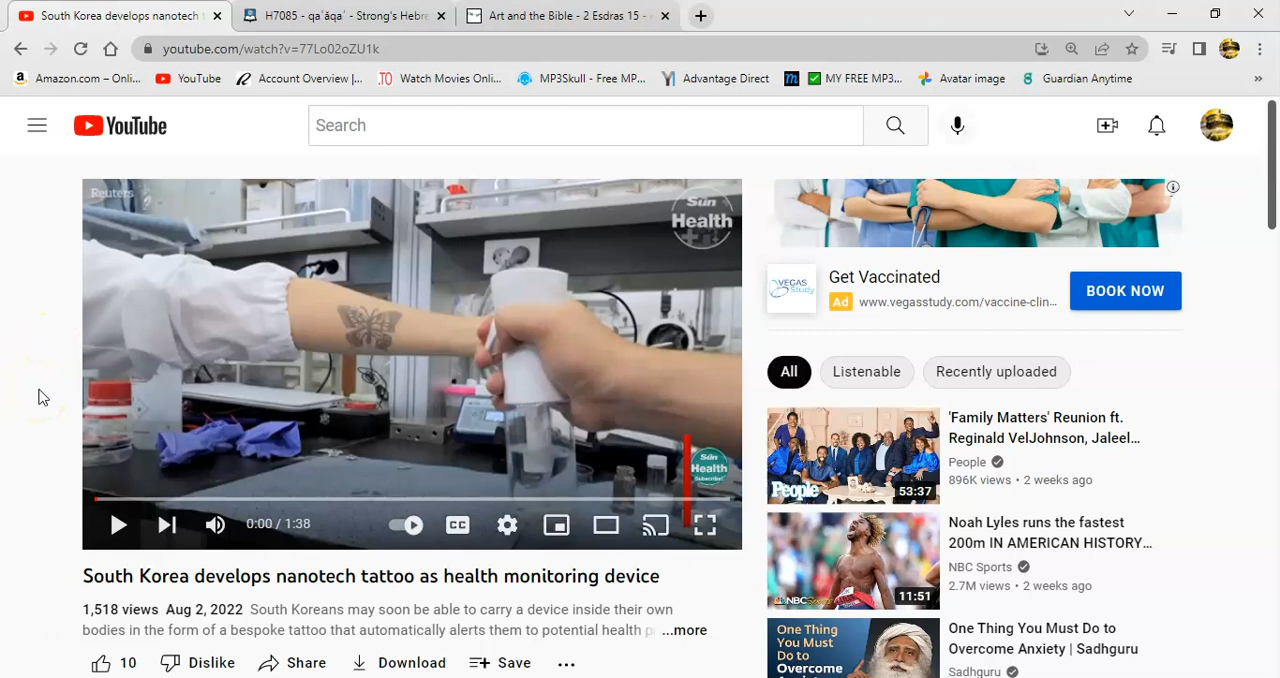 South Korea develops nanotech t
H7085 - qaʿăqaʿ - Strong's Hebre
Art and the Bible - 2 Esdras 15 -
youtube.com/watch?v=77Lo02oZU1k
Amazon.com – Onli...
YouTube
Account Overview |...
.TO
Watch Movies Onli...
MP3Skull - Free MP...
Advantage Direct
m
MY FREE MP3...
Avatar image
Guardian Anytime
»
YouTube
Search
Reuters
Sun
Health
Sun
Health
Subscribe!
0:00 / 1:38
CC
South Korea develops nanotech tattoo as health monitoring device
1,518 views Aug 2, 2022 South Koreans may soon be able to carry a device inside their own
bodies in the form of a bespoke tattoo that automatically alerts them to potential health p ...more
10
Dislike
Share
Download
Save
...
VEGAS
Study
Get Vaccinated
Ad www.vegasstudy.com/vaccine-clin...
BOOK NOW
All
Listenable
Recently uploaded
People
53:37
'Family Matters' Reunion ft.
Reginald VelJohnson, Jaleel...
People
896K views • 2 weeks ago
NBC Sports
11:51
Noah Lyles runs the fastest
200m IN AMERICAN HISTORY...
NBC Sports
2.7M views • 2 weeks ago
One Thing You
Must Do to
Overcome
One Thing You Must Do to
Overcome Anxiety | Sadhguru
Sadhguru